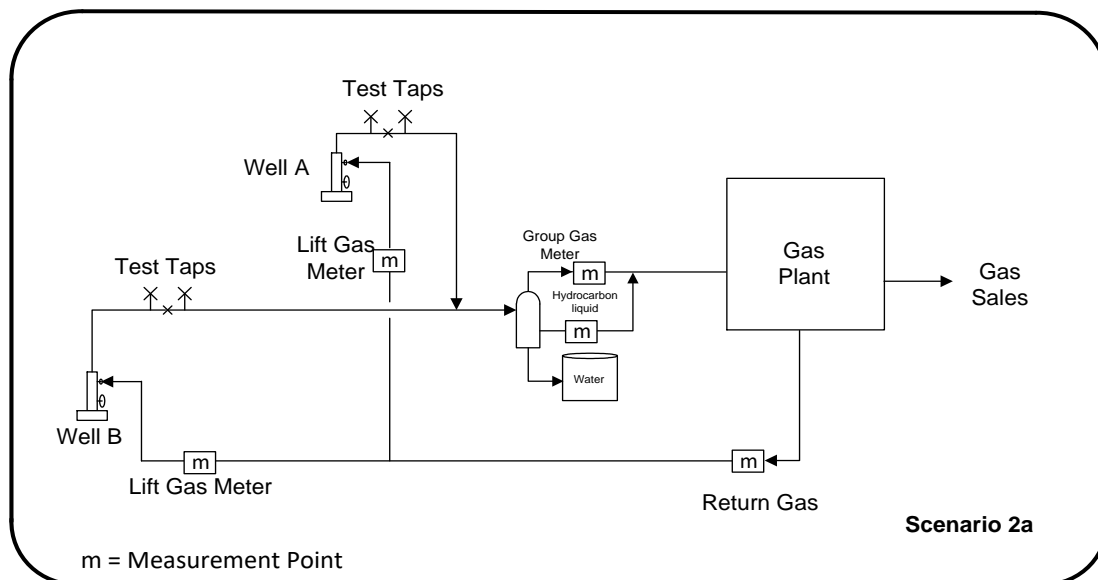 Test Taps
Well A
Lift Gas
Meter
m
Group Gas
Meter
m
Hydrocarbon
liquid
m
Water
Gas
Plant
Gas
Sales
Test Taps
Well B
m
Lift Gas Meter
m
Return Gas
Scenario 2a
m = Measurement Point